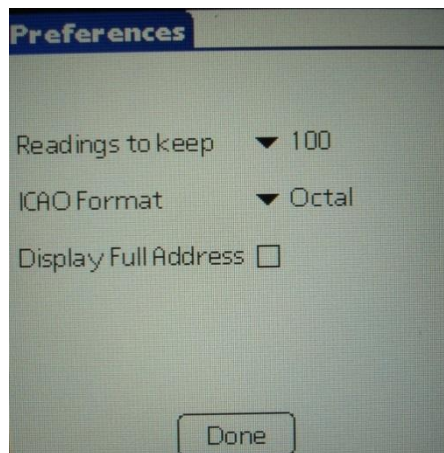 Preferences
Readings to keep 100
ICAO Format Octal
Display Full Address
Done